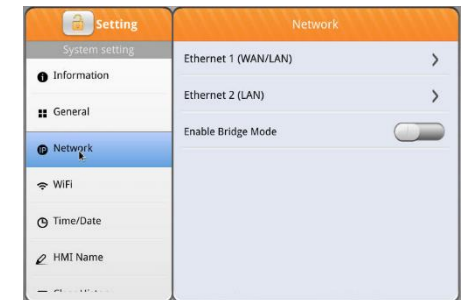 Setting
System setting
Information
General
Network
WiFi
Time/Date
HMI Name
Network
Ethernet 1 (WAN/LAN)
Ethernet 2 (LAN)
Enable Bridge Mode